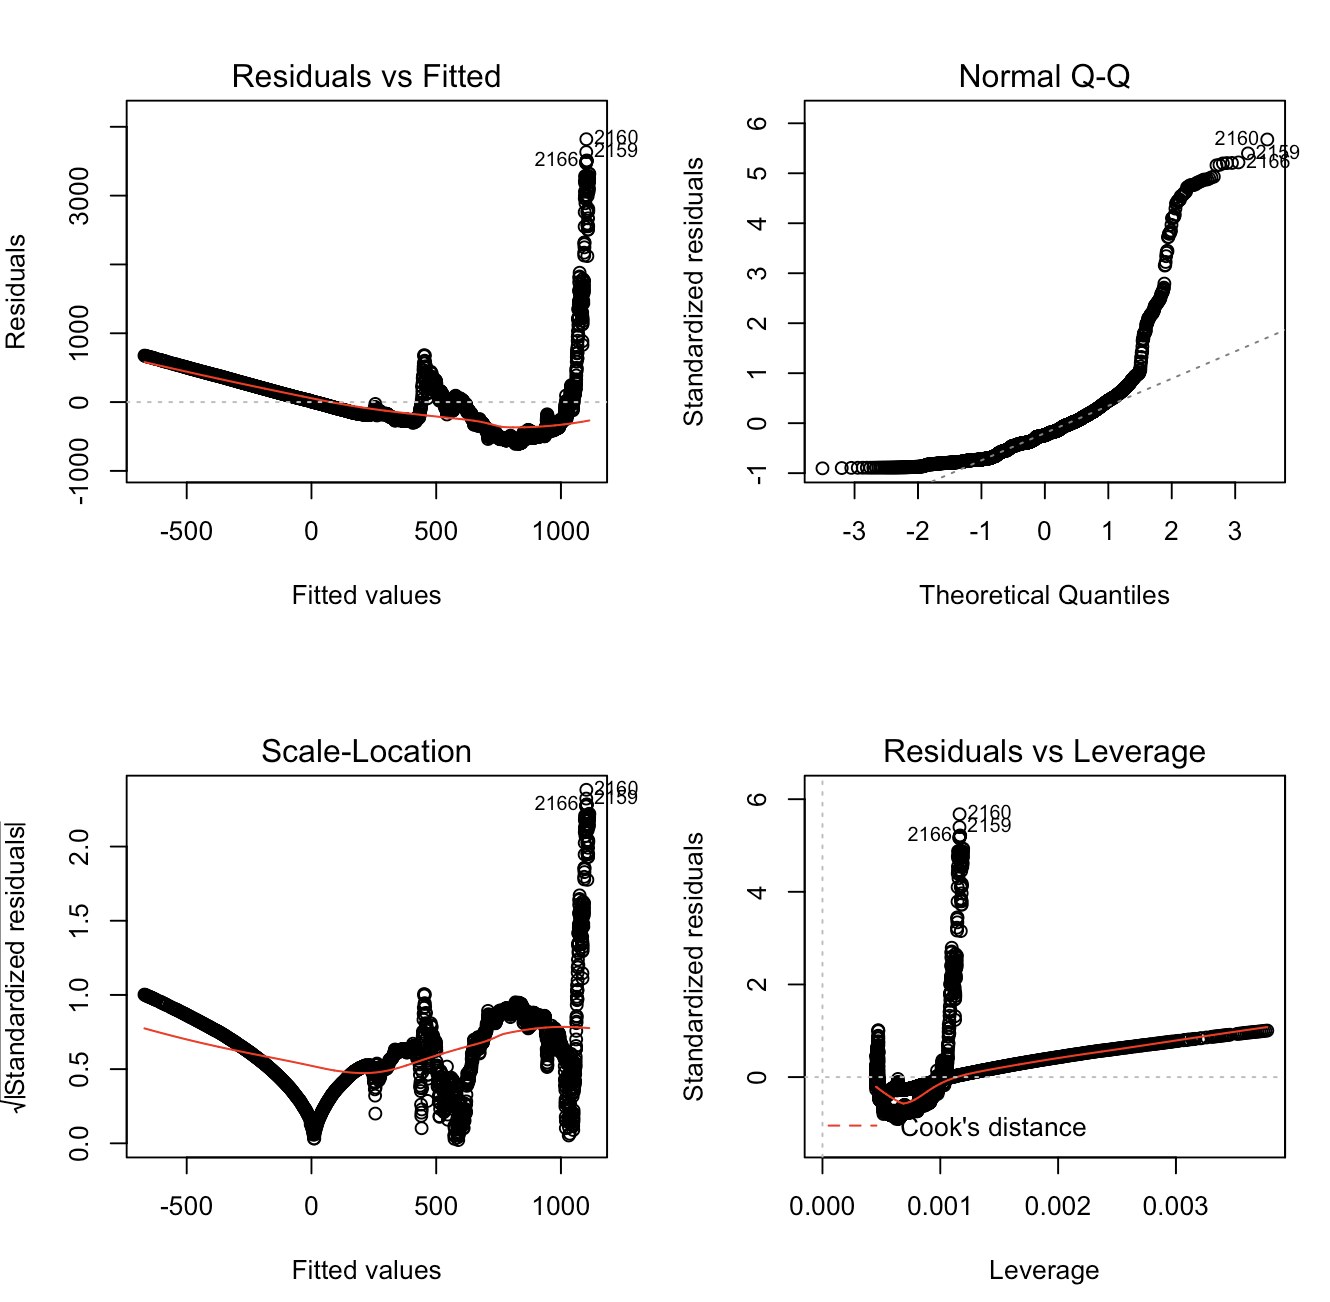 Residuals vs Fitted
Residuals
-1000 0 1000 3000
-500 0 500 1000
Fitted values
2160
2159
2166
Normal Q-Q
Standardized residuals
-1 0 1 2 3 4 5 6
-3 -2 -1 0 1 2 3
Theoretical Quantiles
2160
2159
2166
Scale-Location
√|Standardized residuals|
0.0 0.5 1.0 1.5 2.0
-500 0 500 1000
Fitted values
2160
2159
2166
Residuals vs Leverage
Standardized residuals
0 2 4 6
0.000 0.001 0.002 0.003
Leverage
2160
2159
2166
Cook's distance